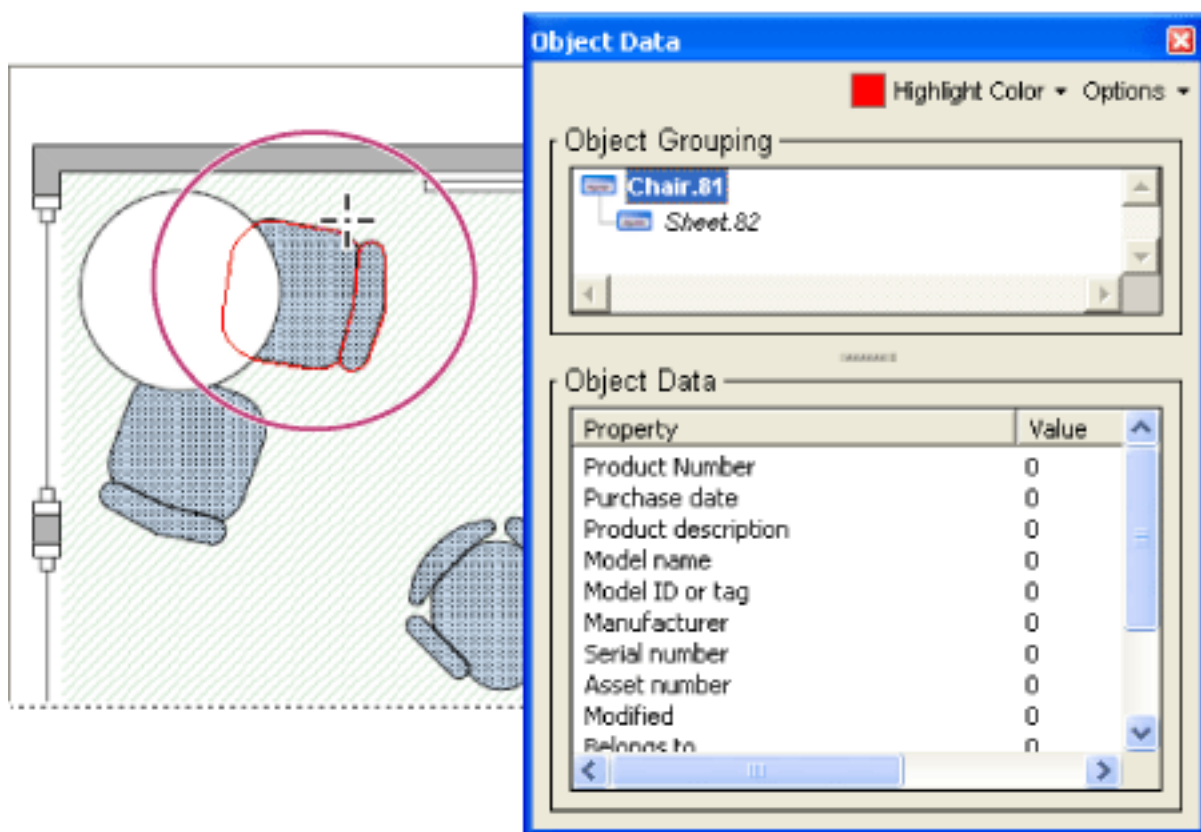 Object Data
Highlight Color Options
Object Grouping
Chair.81
Sheet.82
Object Data
Property Value
Product Number 0
Purchase date 0
Product description 0
Model name 0
Model ID or tag 0
Manufacturer 0
Serial number 0
Asset number 0
Modified 0
Belongs to 0